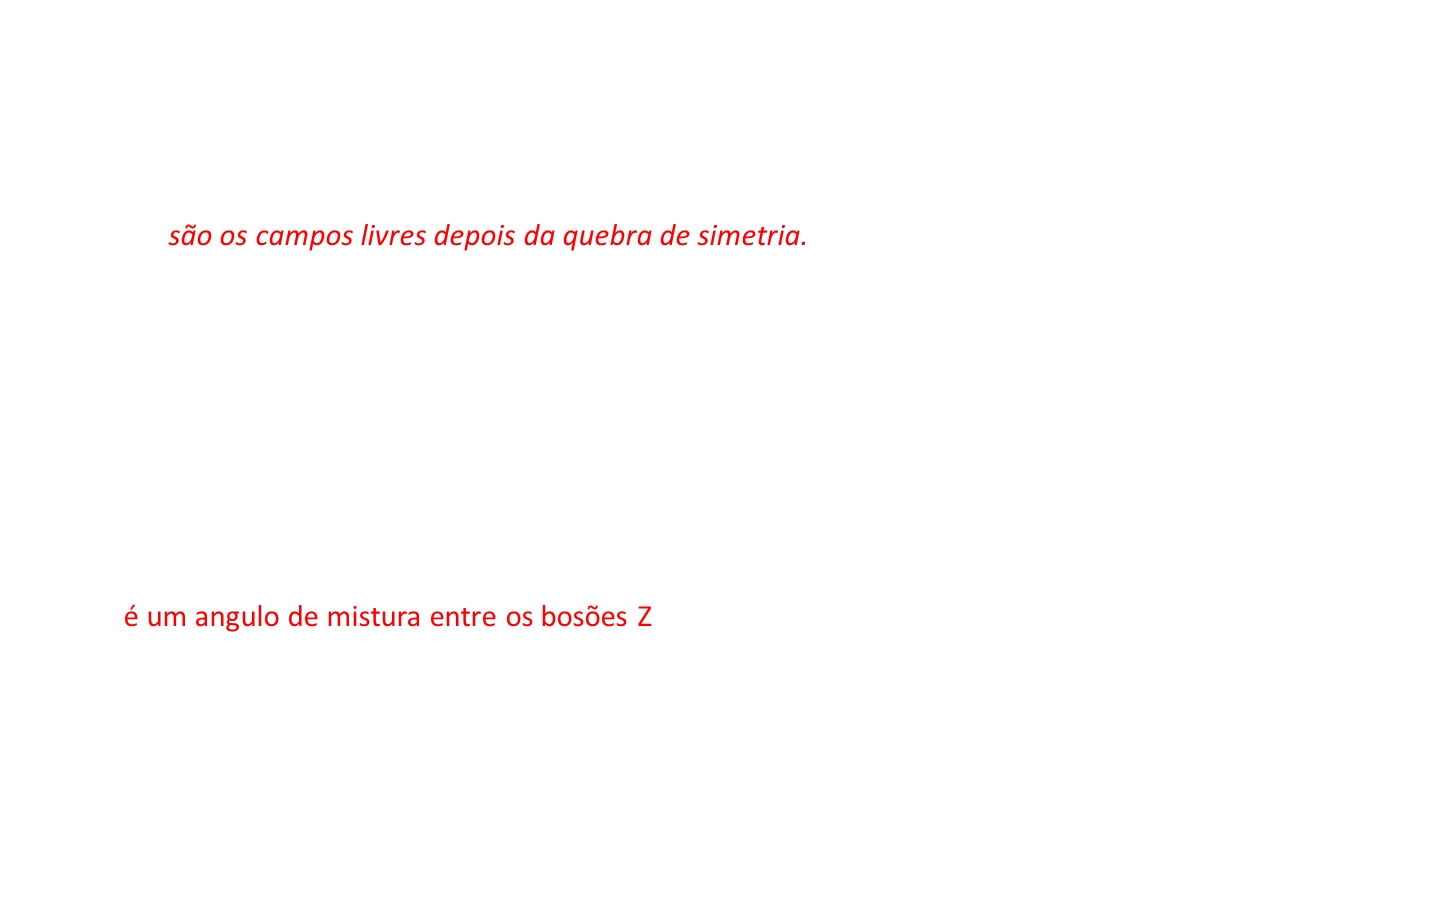 são os campos livres depois da quebra de simetria.
é um angulo de mistura entre os bosões Z